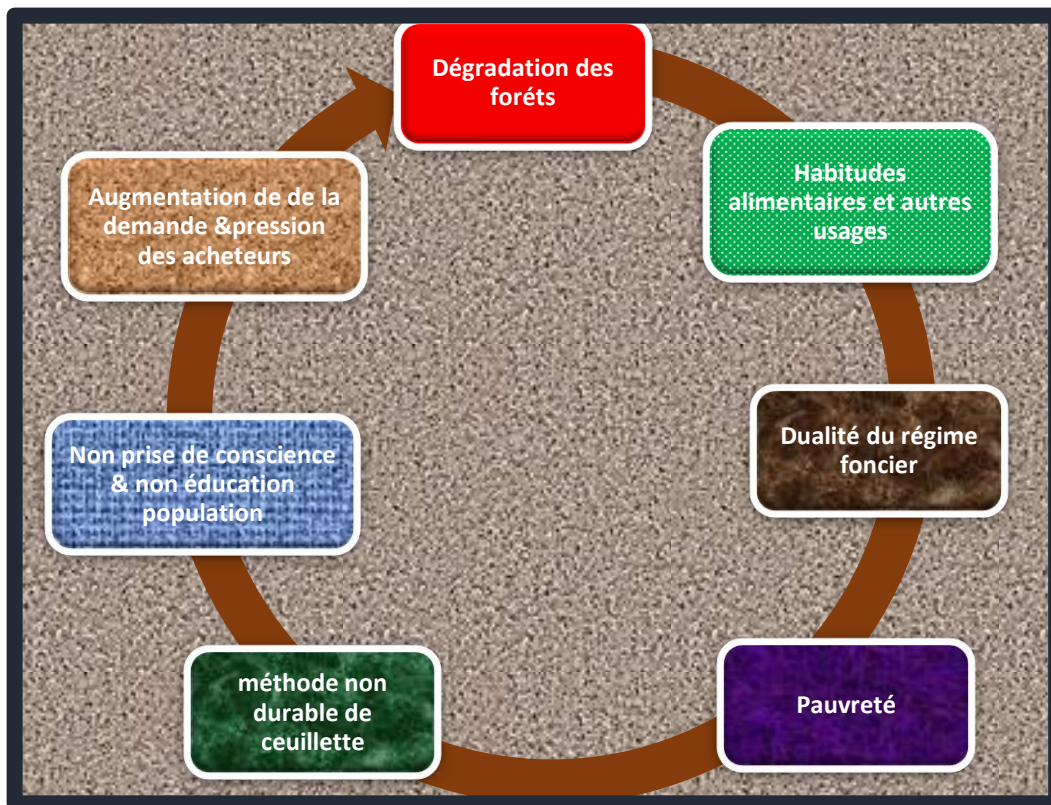 Dégradation des
foréts
Habitudes
alimentaires et autres
usages
Dualité du régime
foncier
Pauvreté
méthode non
durable de
ceuillette
Non prise de conscience
& non éducation
population
Augmentation de de la
demande &pression
des acheteurs